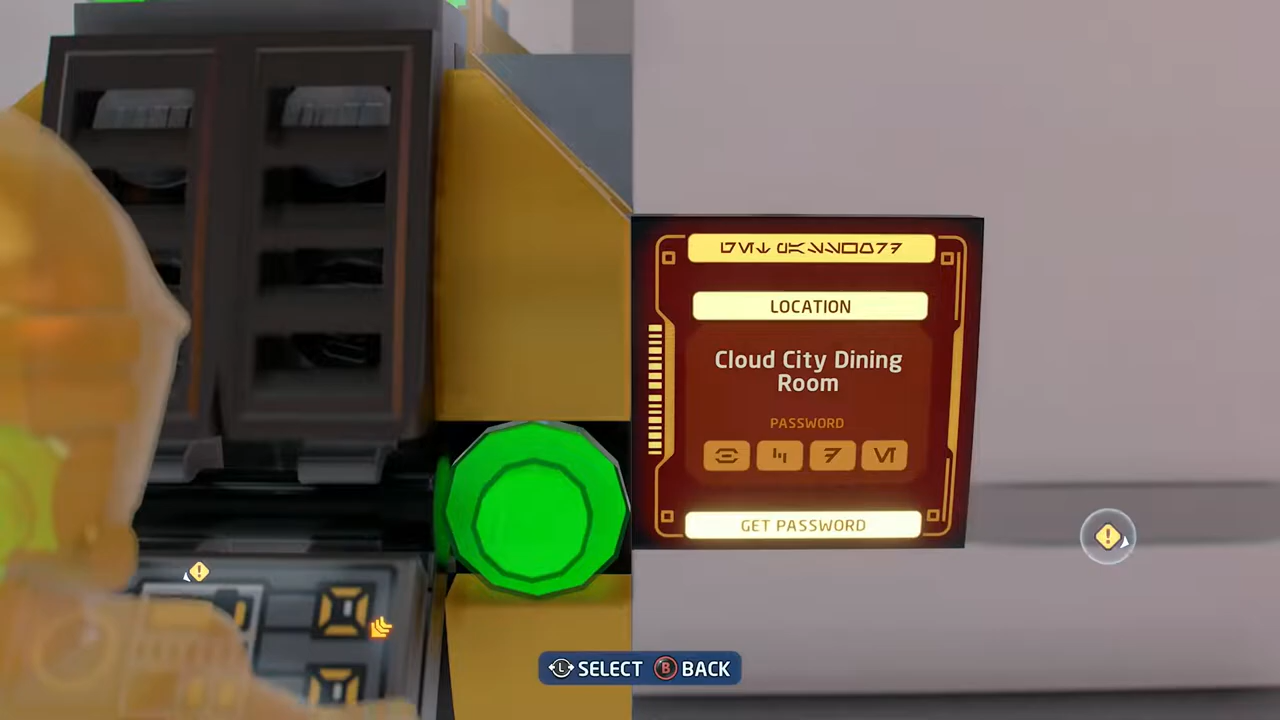 LOCATION
Cloud City Dining
Room
PASSWORD
GET PASSWORD
L SELECT B BACK